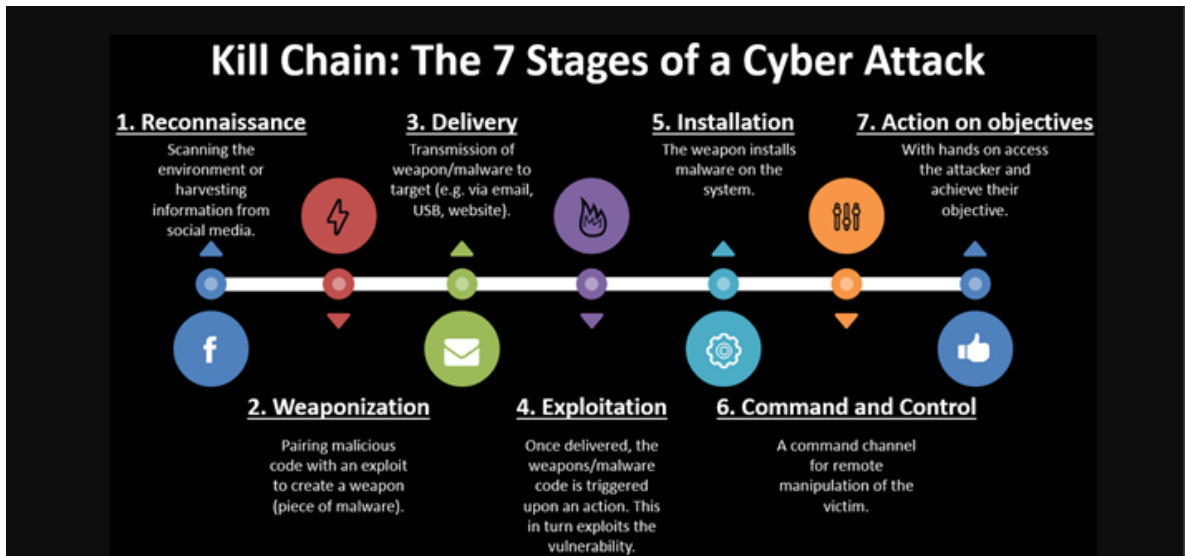 Kill Chain: The 7 Stages of a Cyber Attack
1. Reconnaissance
Scanning the
environment or
harvesting
information from
social media.
2. Weaponization
Pairing malicious
code with an exploit
to create a weapon
(piece of malware).
3. Delivery
Transmission of
weapon/malware to
target (e.g. via email,
USB, website).
4. Exploitation
Once delivered, the
weapons/malware
code is triggered
upon an action. This
in turn exploits the
vulnerability.
5. Installation
The weapon installs
malware on the
system.
6. Command and Control
A command channel
for remote
manipulation of the
victim.
7. Action on objectives
With hands on access
the attacker and
achieve their
objective.
f